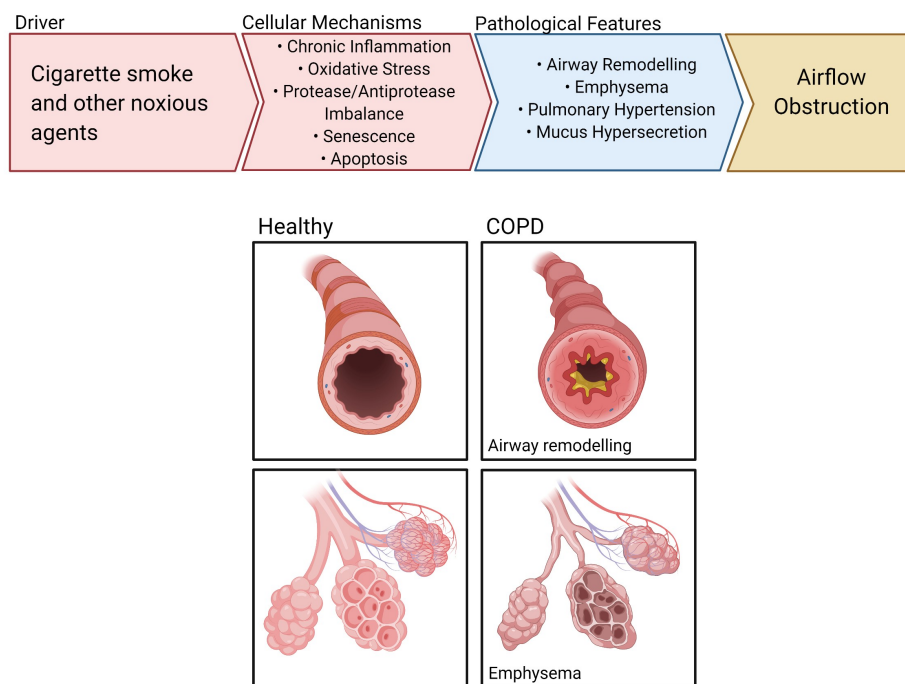 Driver
Cigarette smoke
and other noxious
agents
Cellular Mechanisms
• Chronic Inflammation
• Oxidative Stress
• Protease/Antiprotease
Imbalance
• Senescence
• Apoptosis
Pathological Features
• Airway Remodelling
• Emphysema
• Pulmonary Hypertension
• Mucus Hypersecretion
Airflow
Obstruction
Healthy
COPD
Airway remodelling
Emphysema